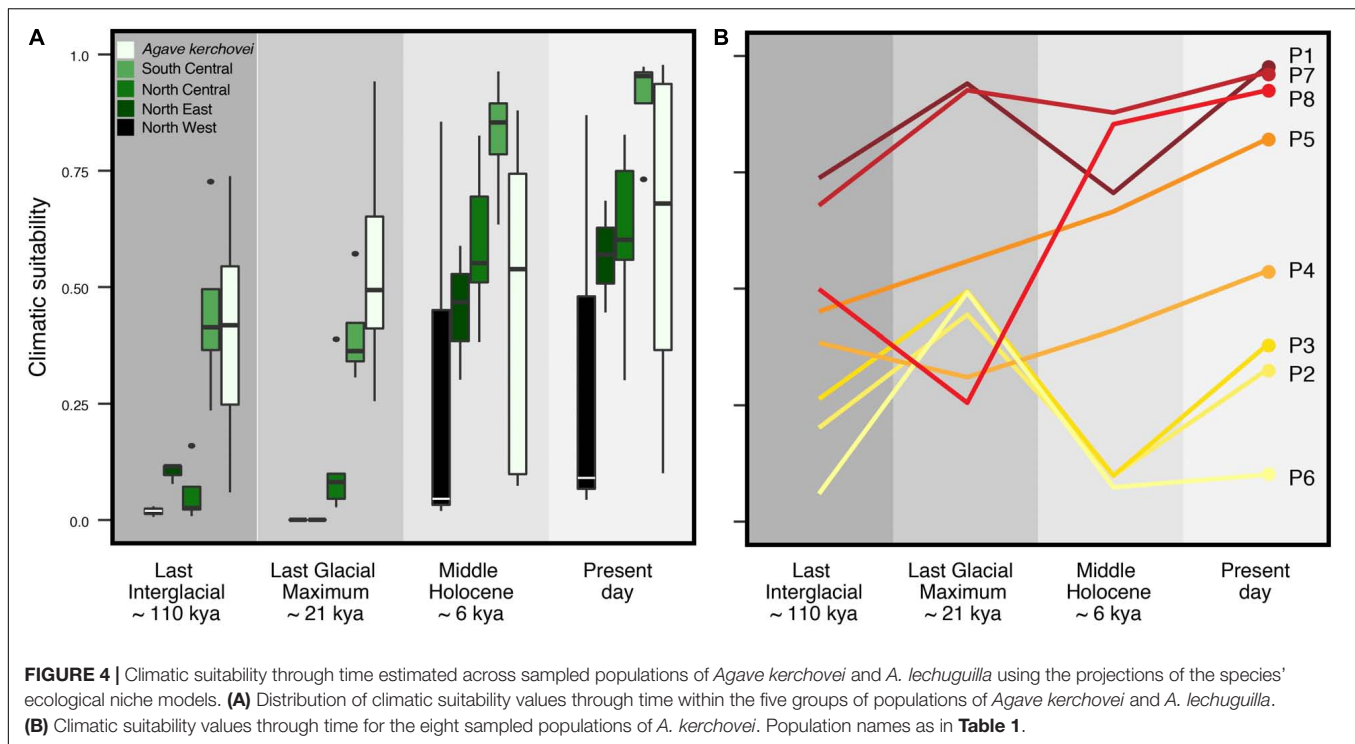 A
Agave kerchovei
South Central
North Central
North East
North West
1.0
0.75
0.50
0.25
0.0
Climatic suitability
Last
Interglacial
~ 110 kya
Last Glacial
Maximum
~ 21 kya
Middle
Holocene
~ 6 kya
Present
day
B
P1
P7
P8
P5
P4
P3
P2
P6
Last
Interglacial
~ 110 kya
Last Glacial
Maximum
~ 21 kya
Middle
Holocene
~ 6 kya
Present
day
FIGURE 4 | Climatic suitability through time estimated across sampled populations of Agave kerchovei and A. lechuguilla using the projections of the species’
ecological niche models. (A) Distribution of climatic suitability values through time within the five groups of populations of Agave kerchovei and A. lechuguilla.
(B) Climatic suitability values through time for the eight sampled populations of A. kerchovei. Population names as in Table 1.